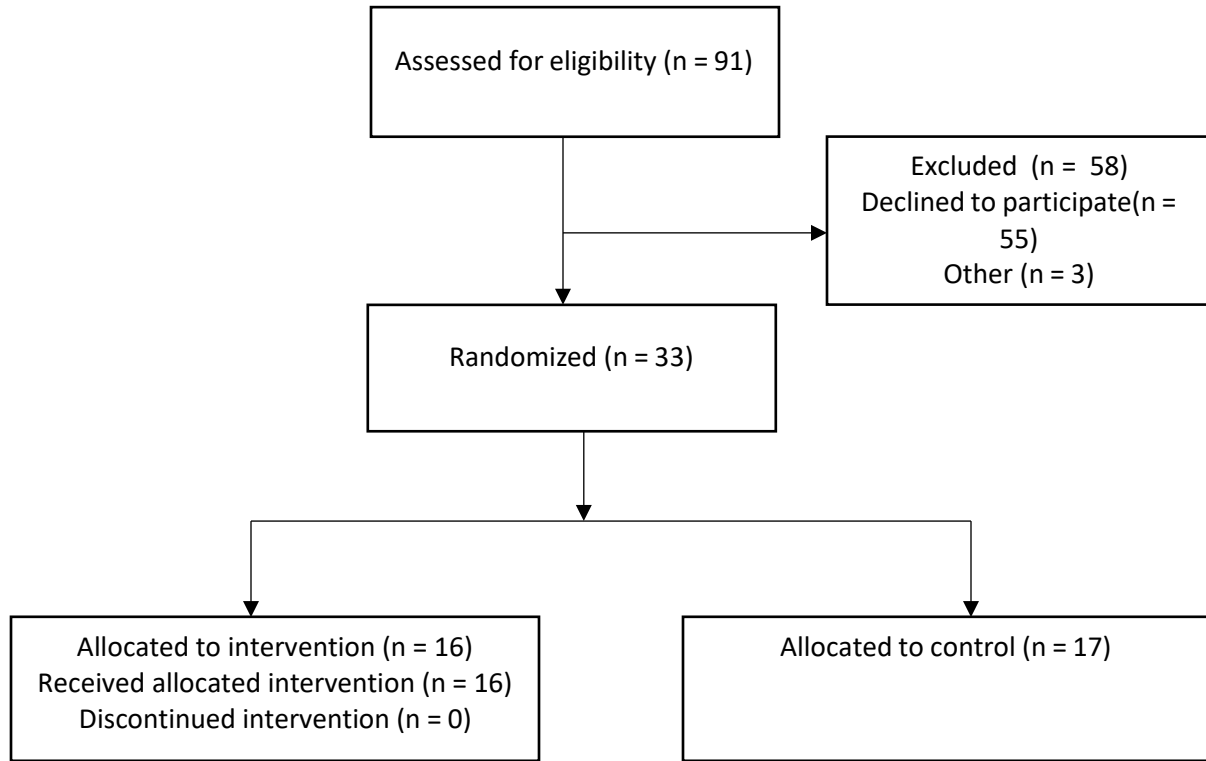 Assessed for eligibility (n = 91)
Excluded  (n =  58)
Declined to participate(n =
55)
Other (n = 3)
Randomized (n = 33)
Allocated to intervention (n = 16)
Received allocated intervention (n = 16)
Discontinued intervention (n = 0)
Allocated to control (n = 17)